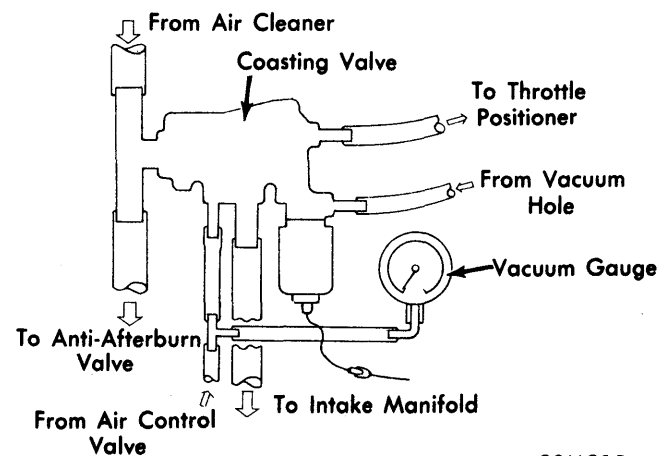 From Air Cleaner
Coasting Valve
To Throttle
Positioner
From Vacuum
Hole
Vacuum Gauge
To Anti-Afterburn
Valve
To Intake Manifold
From Air Control
Valve